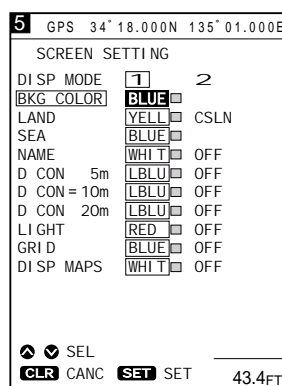 5 GPS 34°18.000N 135°01.000E
SCREEN SETTING
DISP MODE 1 2
BKG COLOR BLUE
LAND YELL CSLN
SEA BLUE
NAME WHIT OFF
D CON 5m LBLU OFF
D CON=10m LBLU OFF
D CON 20m LBLU OFF
LIGHT RED OFF
GRID BLUE OFF
DISP MAPS WHIT OFF
SEL
CLR CANC SET SET 43.4FT